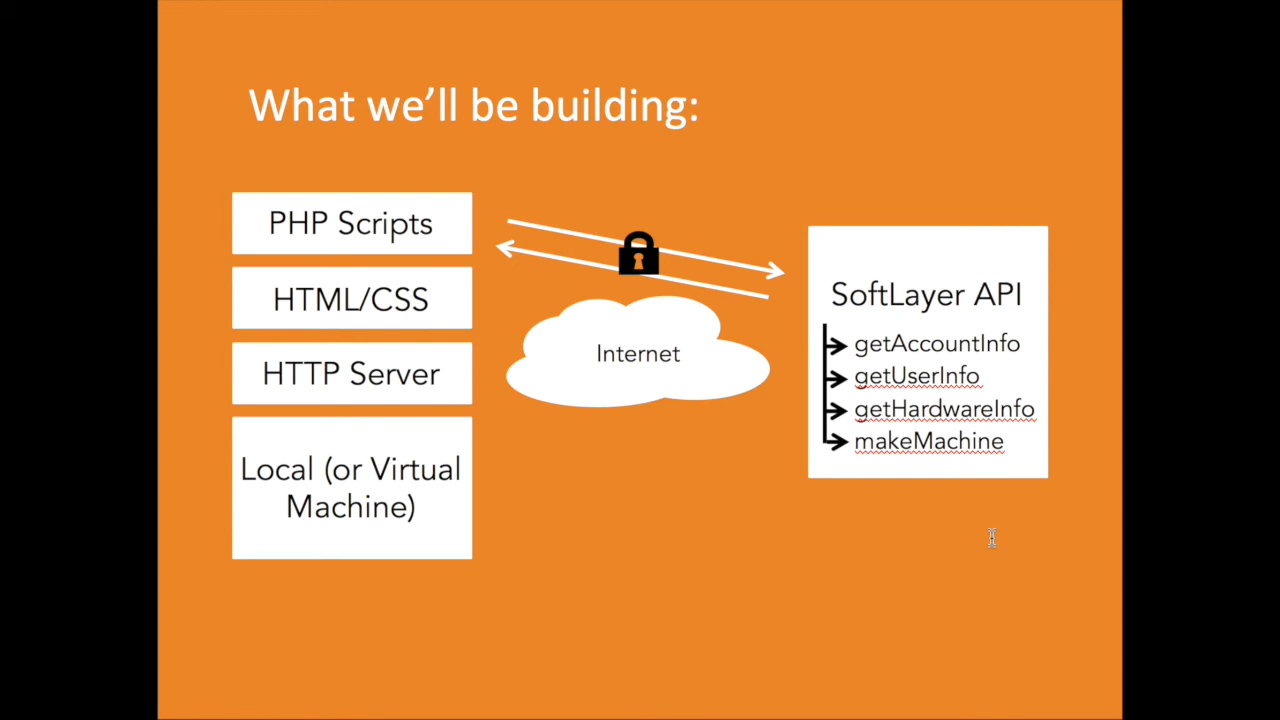 What we'll be building:
PHP Scripts
HTML/CSS
HTTP Server
Local (or Virtual
Machine)
Internet
SoftLayer API
getAccountInfo
getUserInfo
getHardwareInfo
makeMachine